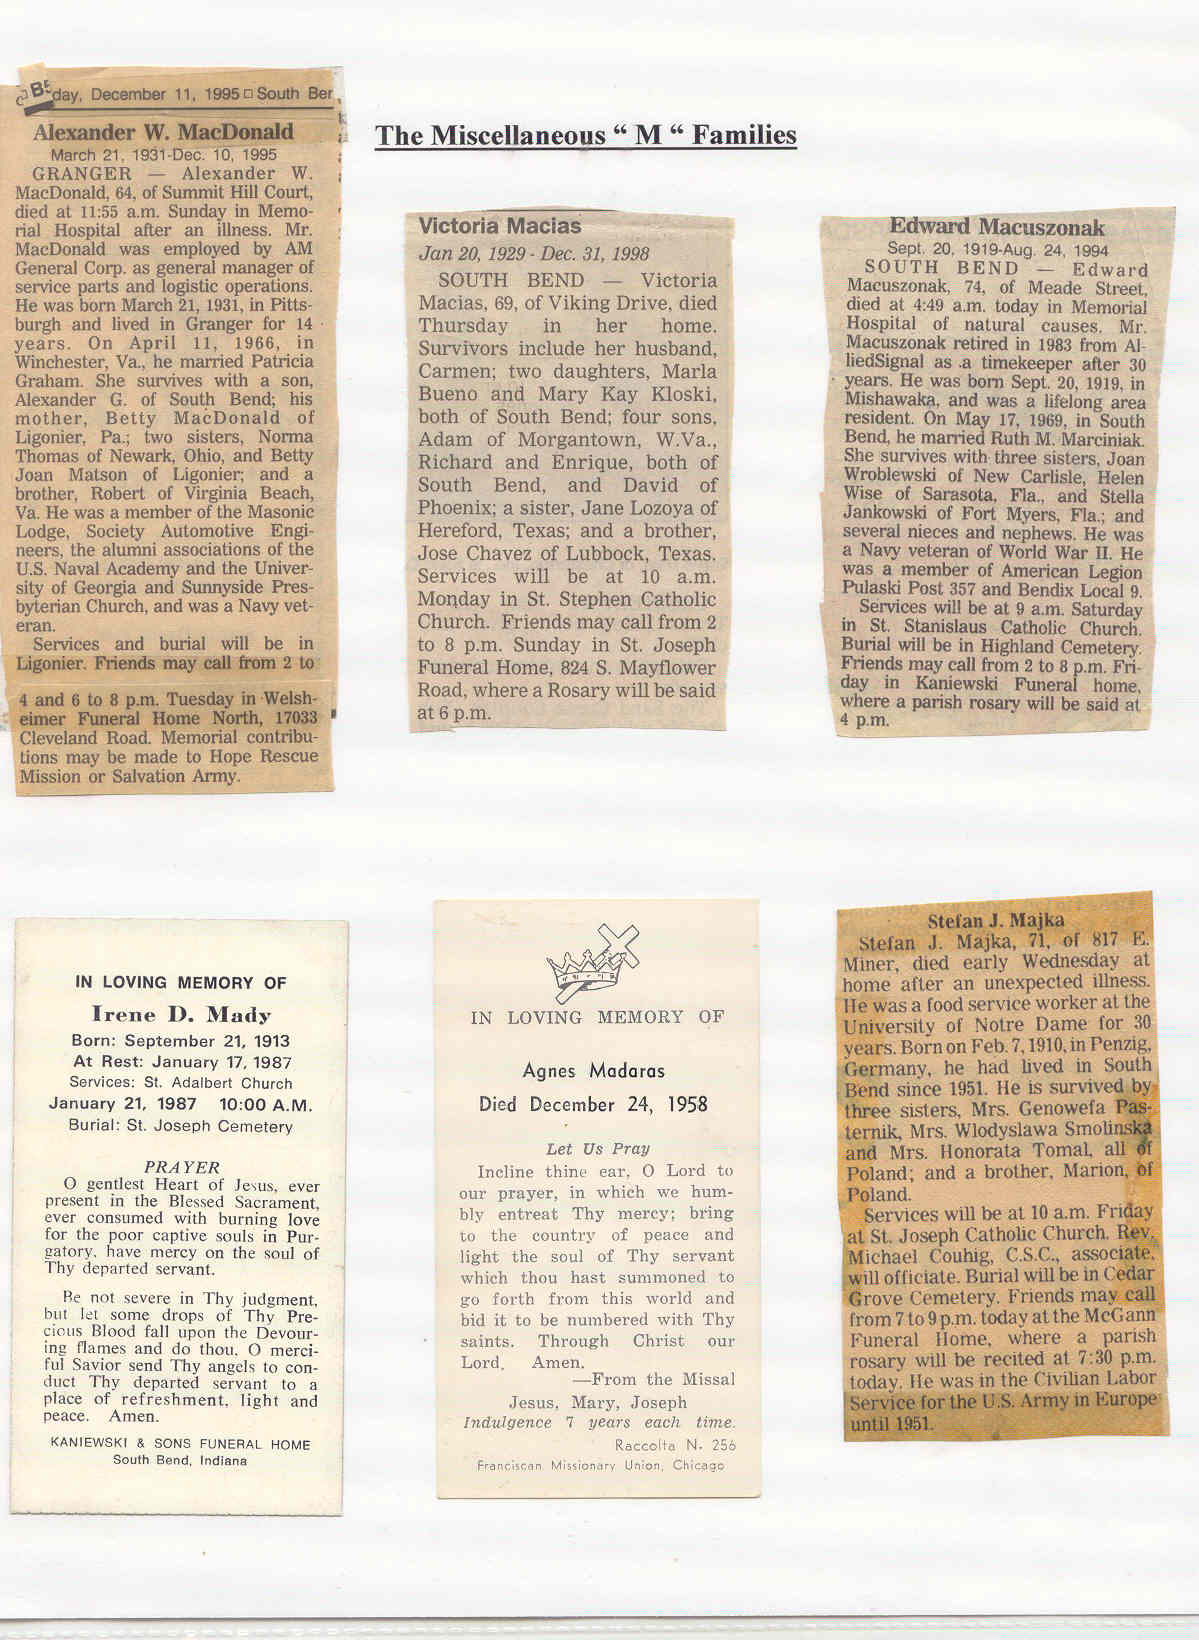 B5
day, December 11, 1995 □ South Ber
Alexander W. MacDonald
March 21, 1931-Dec. 10, 1995
GRANGER — Alexander W.
MacDonald, 64, of Summit Hill Court,
died at 11:55 a.m. Sunday in Memo-
rial Hospital after an illness. Mr.
MacDonald was employed by AM
General Corp. as general manager of
service parts and logistic operations.
He was born March 21, 1931, in Pitts-
burgh and lived in Granger for 14
years. On April 11, 1966, in
Winchester, Va., he married Patricia
Graham. She survives with a son,
Alexander G. of South Bend; his
mother, Betty MacDonald of
Ligonier, Pa.; two sisters, Norma
Thomas of Newark, Ohio, and Betty
Joan Matson of Ligonier; and a
brother, Robert of Virginia Beach,
Va. He was a member of the Masonic
Lodge, Society Automotive Engi-
neers, the alumni associations of the
U.S. Naval Academy and the Univer-
sity of Georgia and Sunnyside Pres-
byterian Church, and was a Navy vet-
eran.
Services and burial will be in
Ligonier. Friends may call from 2 to
4 and 6 to 8 p.m. Tuesday in Welsh-
eimer Funeral Home North, 17033
Cleveland Road. Memorial contribu-
tions may be made to Hope Rescue
Mission or Salvation Army.
The Miscellaneous “ M “ Families
Victoria Macias
Jan 20, 1929 - Dec. 31, 1998
SOUTH BEND — Victoria
Macias, 69, of Viking Drive, died
Thursday in her home.
Survivors include her husband,
Carmen; two daughters, Marla
Bueno and Mary Kay Kloski,
both of South Bend; four sons,
Adam of Morgantown, W.Va.,
Richard and Enrique, both of
South Bend, and David of
Phoenix; a sister, Jane Lozoya of
Hereford, Texas; and a brother,
Jose Chavez of Lubbock, Texas.
Services will be at 10 a.m.
Monday in St. Stephen Catholic
Church. Friends may call from 2
to 8 p.m. Sunday in St. Joseph
Funeral Home, 824 S. Mayflower
Road, where a Rosary will be said
at 6 p.m.
Edward Macuszonak
Sept. 20, 1919-Aug. 24, 1994
SOUTH BEND — Edward
Macuszonak, 74, of Meade Street,
died at 4:49 a.m. today in Memorial
Hospital of natural causes. Mr.
Macuszonak retired in 1983 from Al-
liedSignal as a timekeeper after 30
years. He was born Sept. 20, 1919, in
Mishawaka, and was a lifelong area
resident. On May 17, 1969, in South
Bend, he married Ruth M. Marciniak.
She survives with three sisters, Joan
Wroblewski of New Carlisle, Helen
Wise of Sarasota, Fla., and Stella
Jankowski of Fort Myers, Fla.; and
several nieces and nephews. He was
a Navy veteran of World War II. He
was a member of American Legion
Pulaski Post 357 and Bendix Local 9.
Services will be at 9 a.m. Saturday
in St. Stanislaus Catholic Church.
Burial will be in Highland Cemetery.
Friends may call from 2 to 8 p.m. Fri-
day in Kaniewski Funeral home,
where a parish rosary will be said at
4 p.m.
IN LOVING MEMORY OF
Irene D. Mady
Born: September 21, 1913
At Rest: January 17, 1987
Services: St. Adalbert Church
January 21, 1987 10:00 A.M.
Burial: St. Joseph Cemetery
PRAYER
O gentlest Heart of Jesus, ever
present in the Blessed Sacrament,
ever consumed with burning love
for the poor captive souls in Pur-
gatory, have mercy on the soul of
Thy departed servant.
Be not severe in Thy judgment,
but let some drops of Thy Pre-
cious Blood fall upon the Devour-
ing flames and do thou, O merci-
ful Savior send Thy angels to con-
duct Thy departed servant to a
place of refreshment, light and
peace. Amen.
KANIEWSKI & SONS FUNERAL HOME
South Bend, Indiana
IN LOVING MEMORY OF
Agnes Madaras
Died December 24, 1958
Let Us Pray
Incline thine ear, O Lord to
our prayer, in which we hum-
bly entreat Thy mercy; bring
to the country of peace and
light the soul of Thy servant
which thou hast summoned to
go forth from this world and
bid it to be numbered with Thy
saints. Through Christ our
Lord. Amen.
—From the Missal
Jesus, Mary, Joseph
Indulgence 7 years each time.
Raccolta N. 256
Franciscan Missionary Union, Chicago
Stefan J. Majka
Stefan J. Majka, 71, of 817 E.
Miner, died early Wednesday at
home after an unexpected illness.
He was a food service worker at the
University of Notre Dame for 30
years. Born on Feb. 7, 1910, in Penzig,
Germany, he had lived in South
Bend since 1951. He is survived by
three sisters, Mrs. Genowefa Pas-
ternik, Mrs. Wlodyslawa Smolinska
and Mrs. Honorata Tomal, all of
Poland; and a brother, Marion, of
Poland.
Services will be at 10 a.m. Friday
at St. Joseph Catholic Church. Rev.
Michael Couhig, C.S.C., associate,
will officiate. Burial will be in Cedar
Grove Cemetery. Friends may call
from 7 to 9 p.m. today at the McGann
Funeral Home, where a parish
rosary will be recited at 7:30 p.m.
today. He was in the Civilian Labor
Service for the U.S. Army in Europe
until 1951.